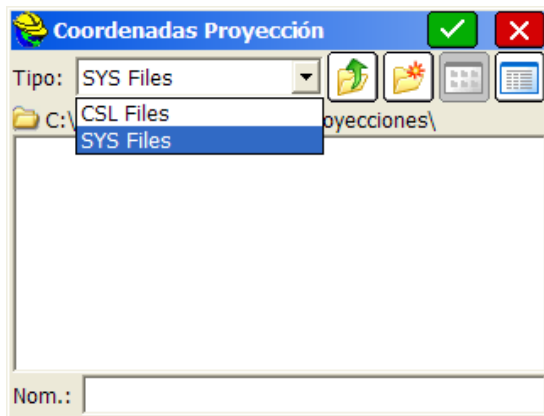 Coordenadas Proyección
Tipo: SYS Files
CSL Files
C:\ oyecciones\
SYS Files
Nom.: